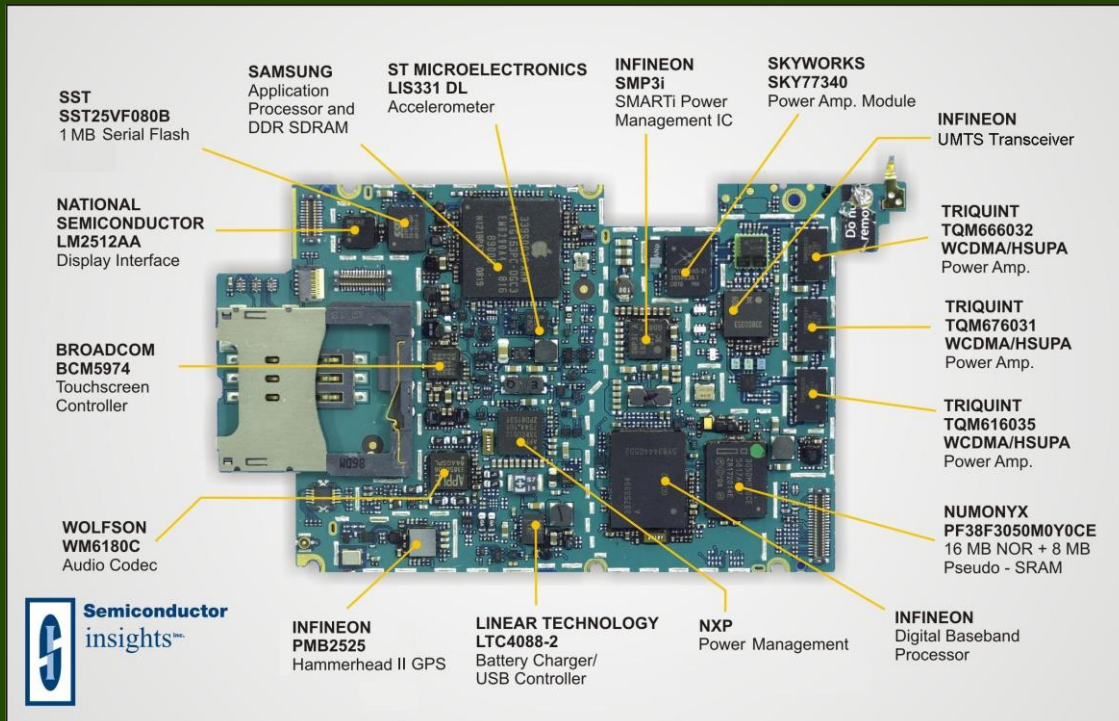 SST
SST25VF080B
1 MB Serial Flash
SAMSUNG
Application
Processor and
DDR SDRAM
ST MICROELECTRONICS
LIS331 DL
Accelerometer
INFINEON
SMP3i
SMARTi Power
Management IC
SKYWORKS
SKY77340
Power Amp. Module
INFINEON
UMTS Transceiver
NATIONAL
SEMICONDUCTOR
LM2512AA
Display Interface
TRIQUINT
TQM666032
WCDMA/HSUPA
Power Amp.
BROADCOM
BCM5974
Touchscreen
Controller
TRIQUINT
TQM676031
WCDMA/HSUPA
Power Amp.
TRIQUINT
TQM616035
WCDMA/HSUPA
Power Amp.
WOLFSON
WM6180C
Audio Codec
NUMONYX
PF38F3050M0Y0CE
16 MB NOR + 8 MB
Pseudo - SRAM
INFINEON
PMB2525
Hammerhead II GPS
LINEAR TECHNOLOGY
LTC4088-2
Battery Charger/
USB Controller
NXP
Power Management
INFINEON
Digital Baseband
Processor
Semiconductor
insights Inc.